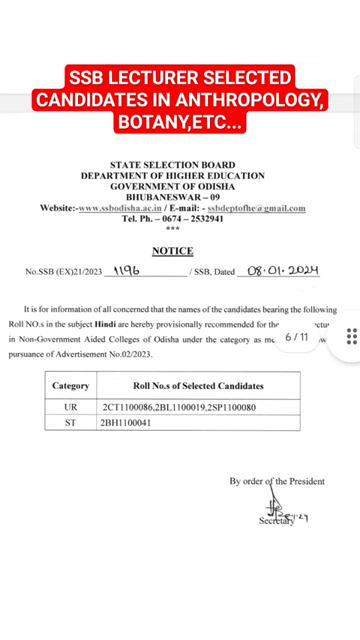 SSB LECTURER SELECTED
CANDIDATES IN ANTHROPOLOGY,
BOTANY,ETC...
STATE SELECTION BOARD
DEPARTMENT OF HIGHER EDUCATION
GOVERNMENT OF ODISHA
BHUBANESWAR – 09
Website:-www.ssbodisha.ac.in / E-mail: - ssbdeptofhe@gmail.com
Tel. Ph – 0674 – 2532941
***
NOTICE
No.SSB (EX)21/2023 1196 / SSB, Dated 08.01.2024
It is for information of all concerned that the names of the candidates bearing the following
Roll NO.s in the subject Hindi are hereby provisionally recommended for the
in Non-Government Aided Colleges of Odisha under the category as
pursuance of Advertisement No.02/2023.
6/11
Category Roll No.s of Selected Candidates
UR 2CT1100086,2BL1100019,2SP1100080
ST 2BH1100041
By order of the President
Secretary